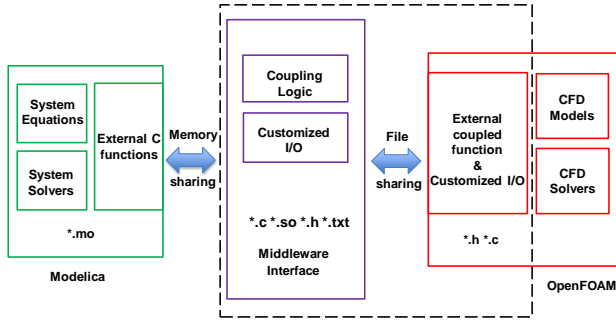 System
Equations
System
Solvers
External C
functions
*.mo
Modelica
Memory
sharing
Coupling
Logic
Customized
I/O
*.c *.so *.h *.txt
Middleware
Interface
File
sharing
External
coupled
function
&
Customized I/O
*.h *.c
CFD
Models
CFD
Solvers
OpenFOAM